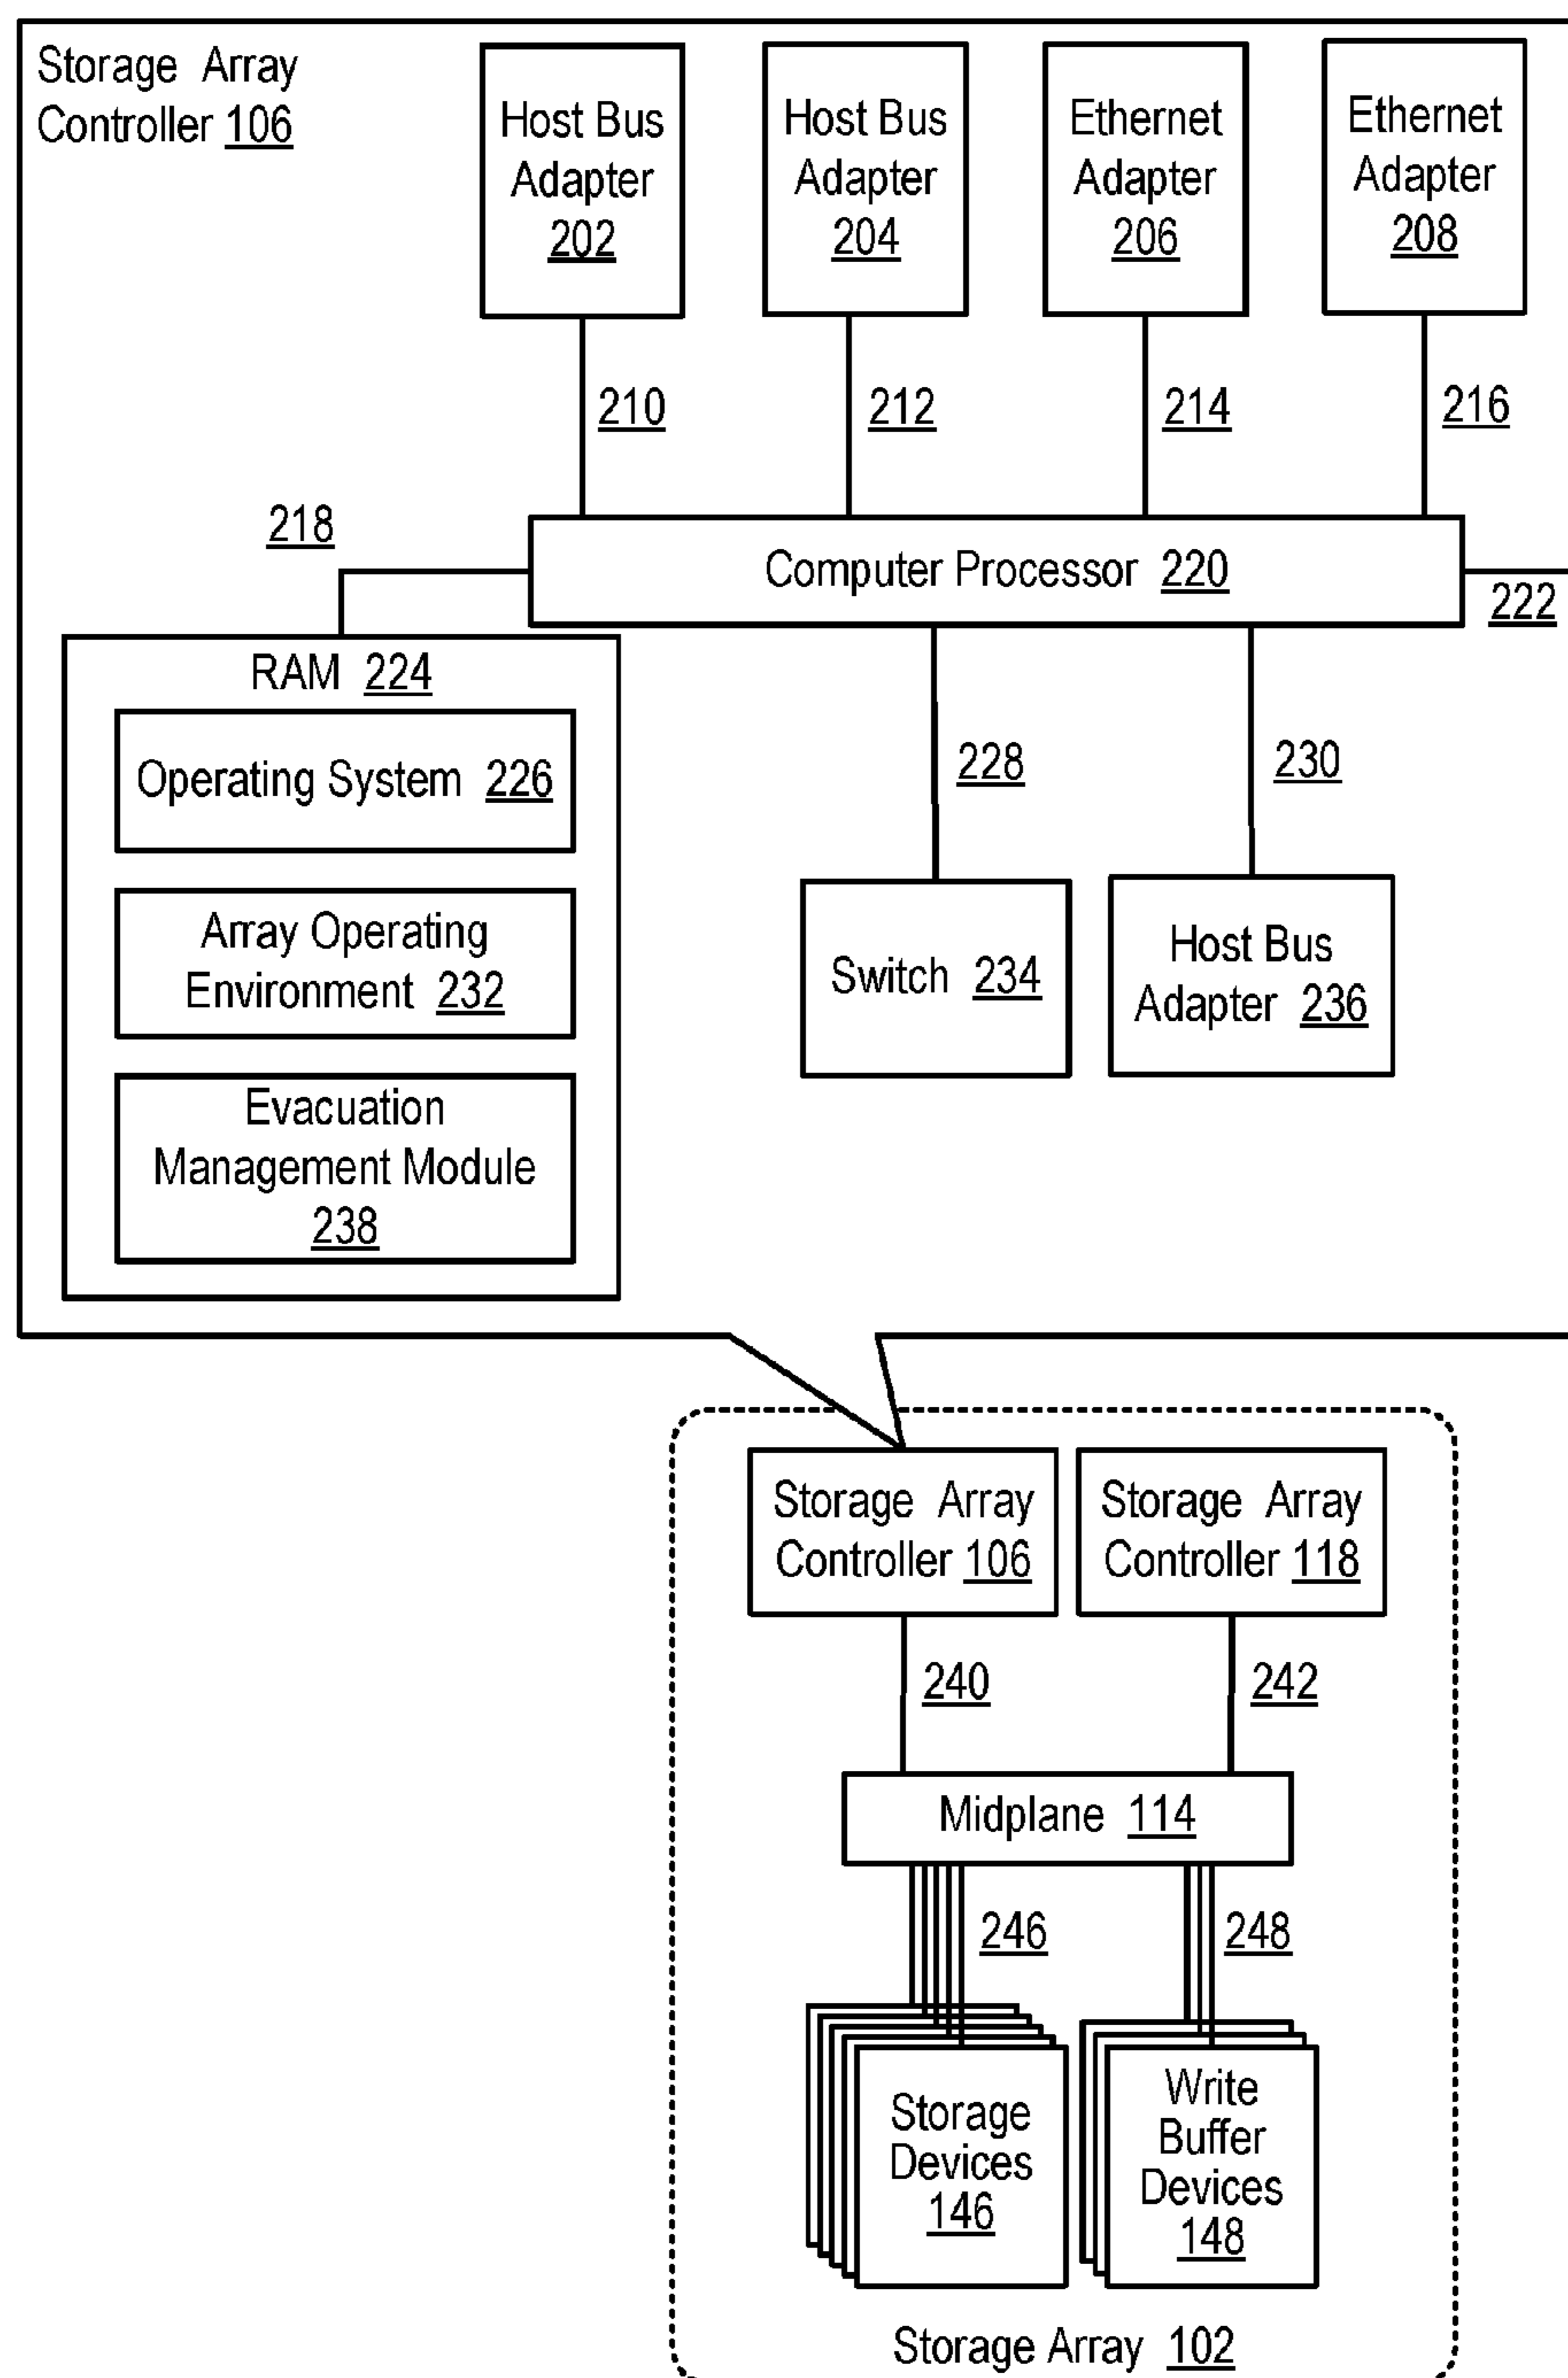 Storage Array
Controller 106
Host Bus
Adapter
202
Host Bus
Adapter
204
Ethernet
Adapter
206
Ethernet
Adapter
208
210
212
214
216
218
Computer Processor 220
222
RAM 224
Operating System 226
Array Operating
Environment 232
Evacuation
Management Module
238
228
230
Switch 234
Host Bus
Adapter 236
Storage Array
Controller 106
Storage Array
Controller 118
240
242
Midplane 114
246
248
Storage
Devices
146
Write
Buffer
Devices
148
Storage Array 102